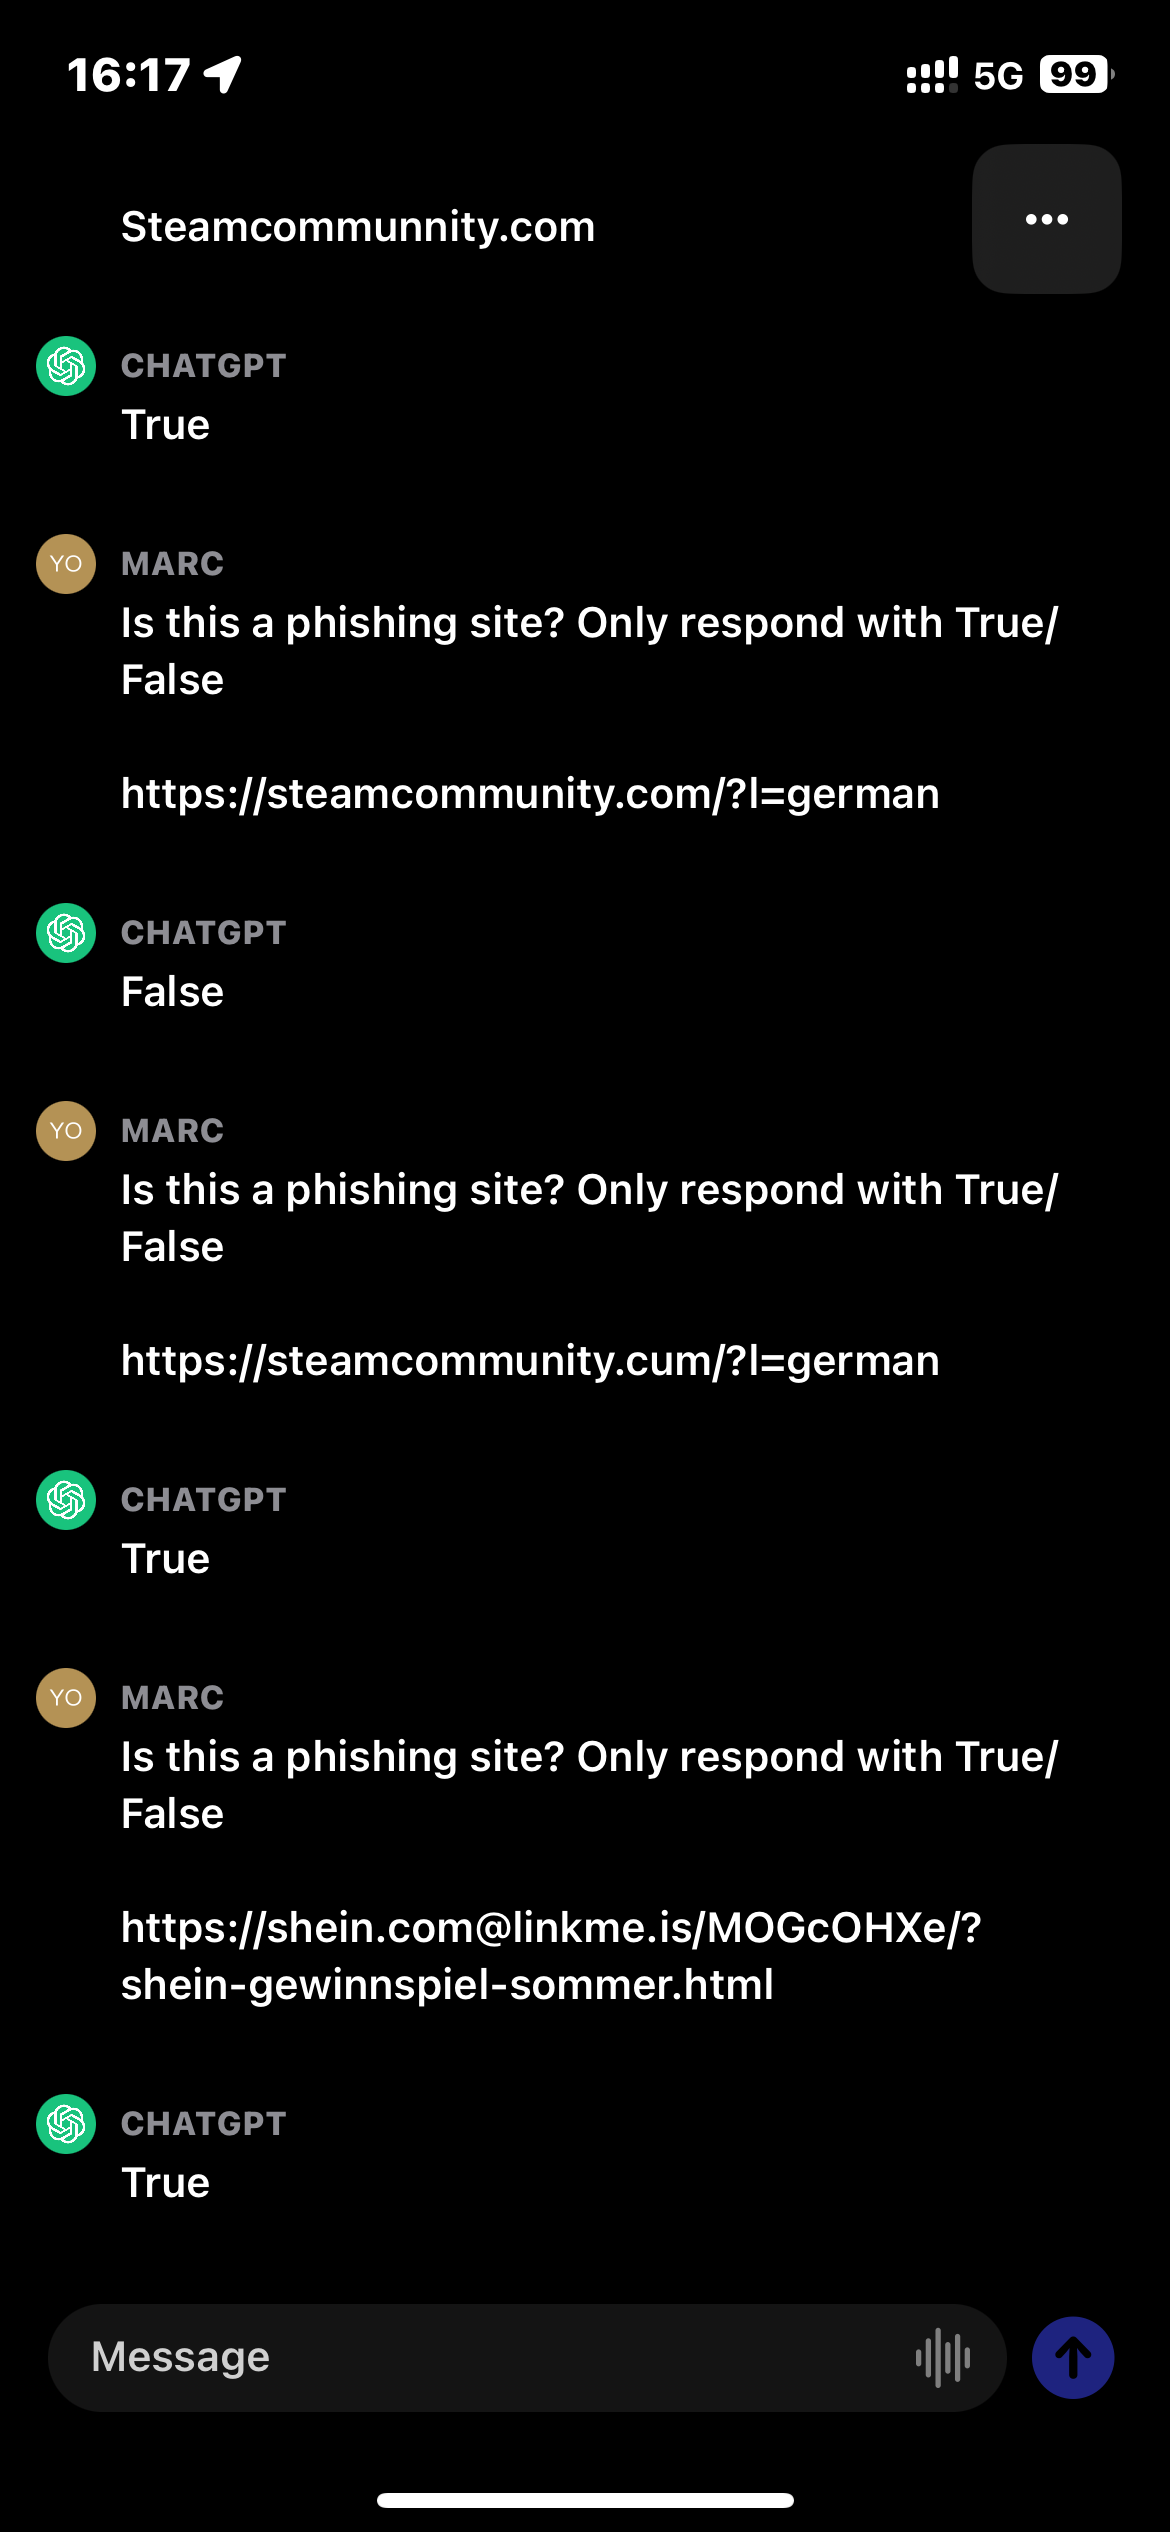 16:17
5G 99
Steamcommunnity.com
CHATGPT
True
YO MARC
Is this a phishing site? Only respond with True/
False
https://steamcommunity.com/?l=german
CHATGPT
False
YO MARC
Is this a phishing site? Only respond with True/
False
https://steamcommunity.cum/?l=german
CHATGPT
True
YO MARC
Is this a phishing site? Only respond with True/
False
https://shein.com@linkme.is/MOGcOHXe/?
shein-gewinnspiel-sommer.html
CHATGPT
True
Message